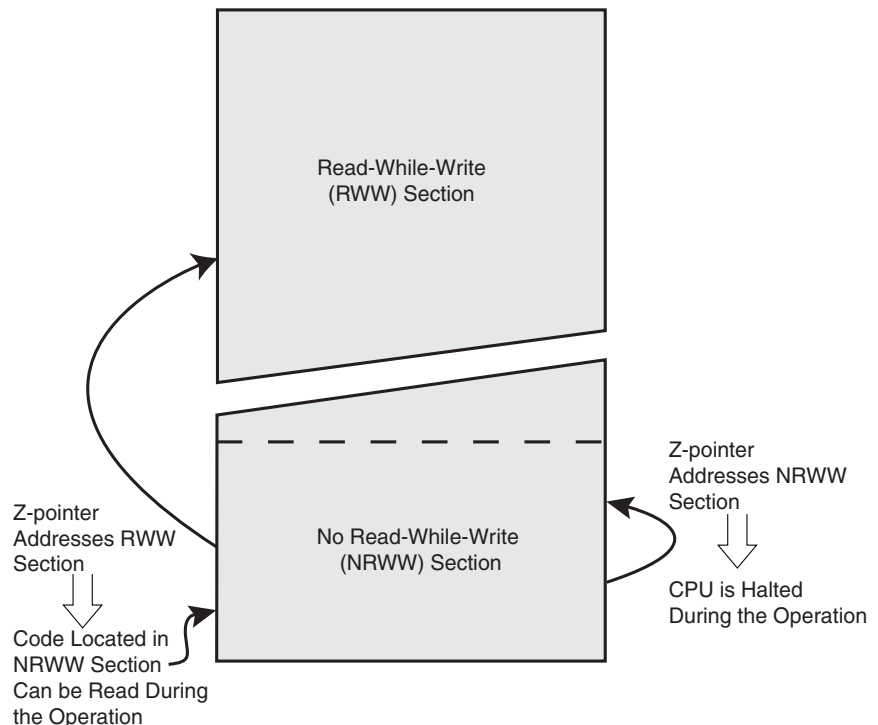 Read-While-Write
(RWW) Section
Z-pointer
Addresses NRWW
Section
Z-pointer
Addresses RWW
Section
No Read-While-Write
(NRWW) Section
CPU is Halted
During the Operation
Code Located in
NRWW Section
Can be Read During
the Operation